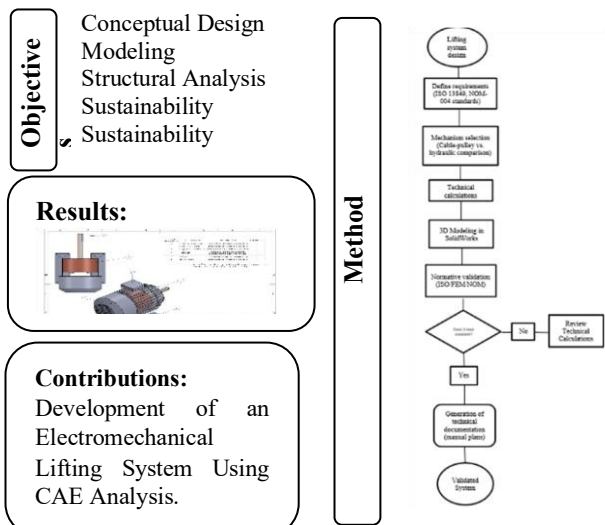 Objective
s
Conceptual Design
Modeling
Structural Analysis
Sustainability
Sustainability
Results:
Contributions:
Development of an
Electromechanical
Lifting System Using
CAE Analysis.
Method
Lifting
system
design
Define requirements
(ISO 13849, NOM-
004 standards)
Mechanism selection
(Cable-pulley vs.
hydraulic comparison)
Technical
calculations
3D Modeling in
SolidWorks
Normative validation
(ISO FEM/NOM)
No
Review
Technical
Calculations
Yes
Generation of
technical
documentation
(manual plans)
Validated
System